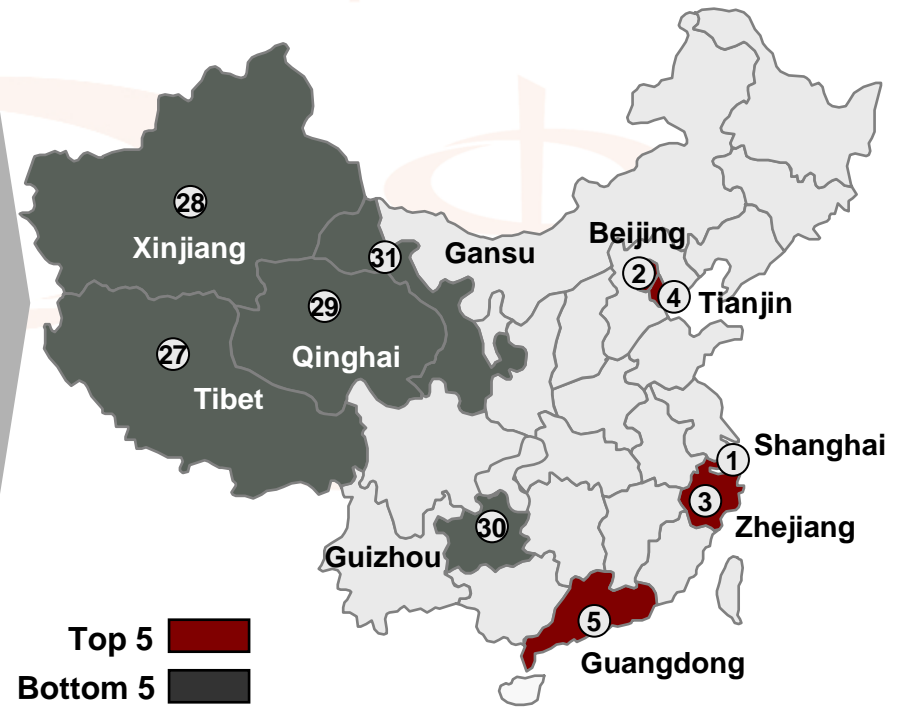 28
Xinjiang
31
Gansu
Beijing
2
4
Tianjin
29
Qinghai
27
Tibet
1
Shanghai
3
Zhejiang
30
Guizhou
5
Guangdong
Top 5
Bottom 5